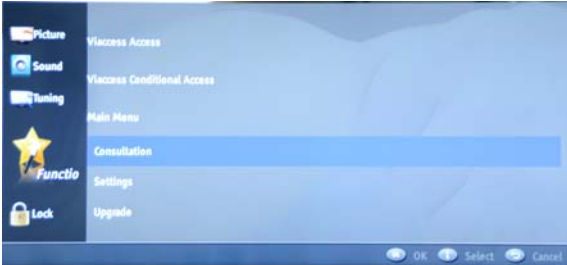 Picture
Sound
Tuning
Functio
Lock
Viaccess Access
Viaccess Conditional Access
Main Menu
Consultation
Settings
Upgrade
OK Select Cancel